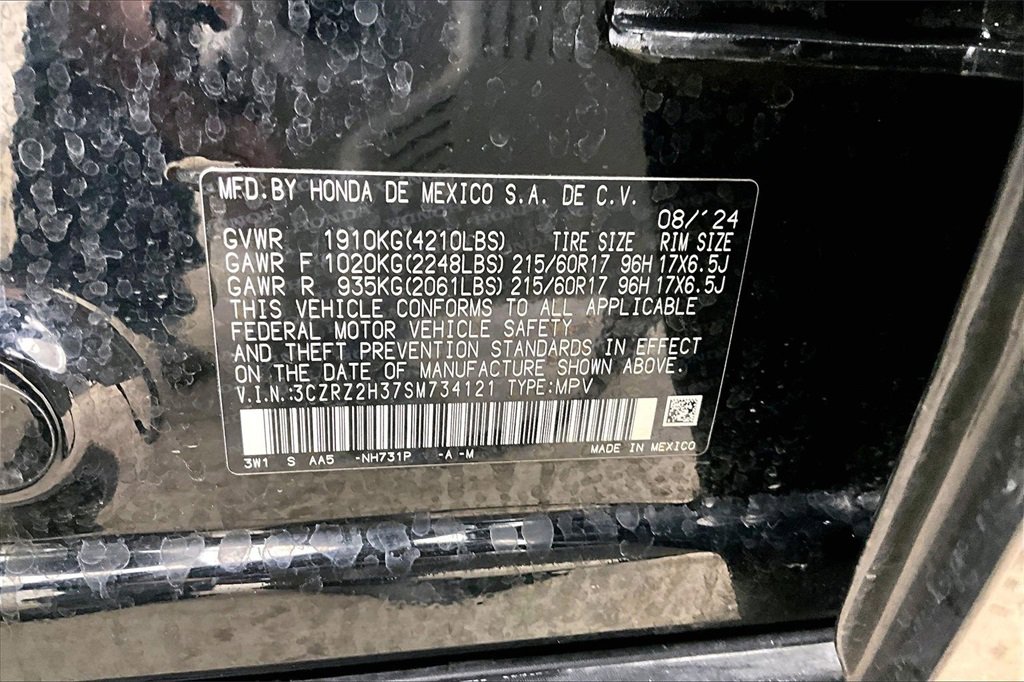 MFD.BY HONDA DE MEXICO S.A. DE C.V.
08/'24
GVWR 1910KG(4210LBS) TIRE SIZE RIM SIZE
GAWR F 1020KG(2248LBS) 215/60R17 96H 17X6.5J
GAWR R 935KG(2061LBS) 215/60R17 96H 17X6.5J
THIS VEHICLE CONFORMS TO ALL APPLICABLE
FEDERAL MOTOR VEHICLE SAFETY
AND THEFT PREVENTION STANDARDS IN EFFECT
ON THE DATE OF MANUFACTURE SHOWN ABOVE.
V.I.N.:3CZRZ2H37SM734121 TYPE:MPV
3W1 S AA5 -NH731P -A -M MADE IN MEXICO